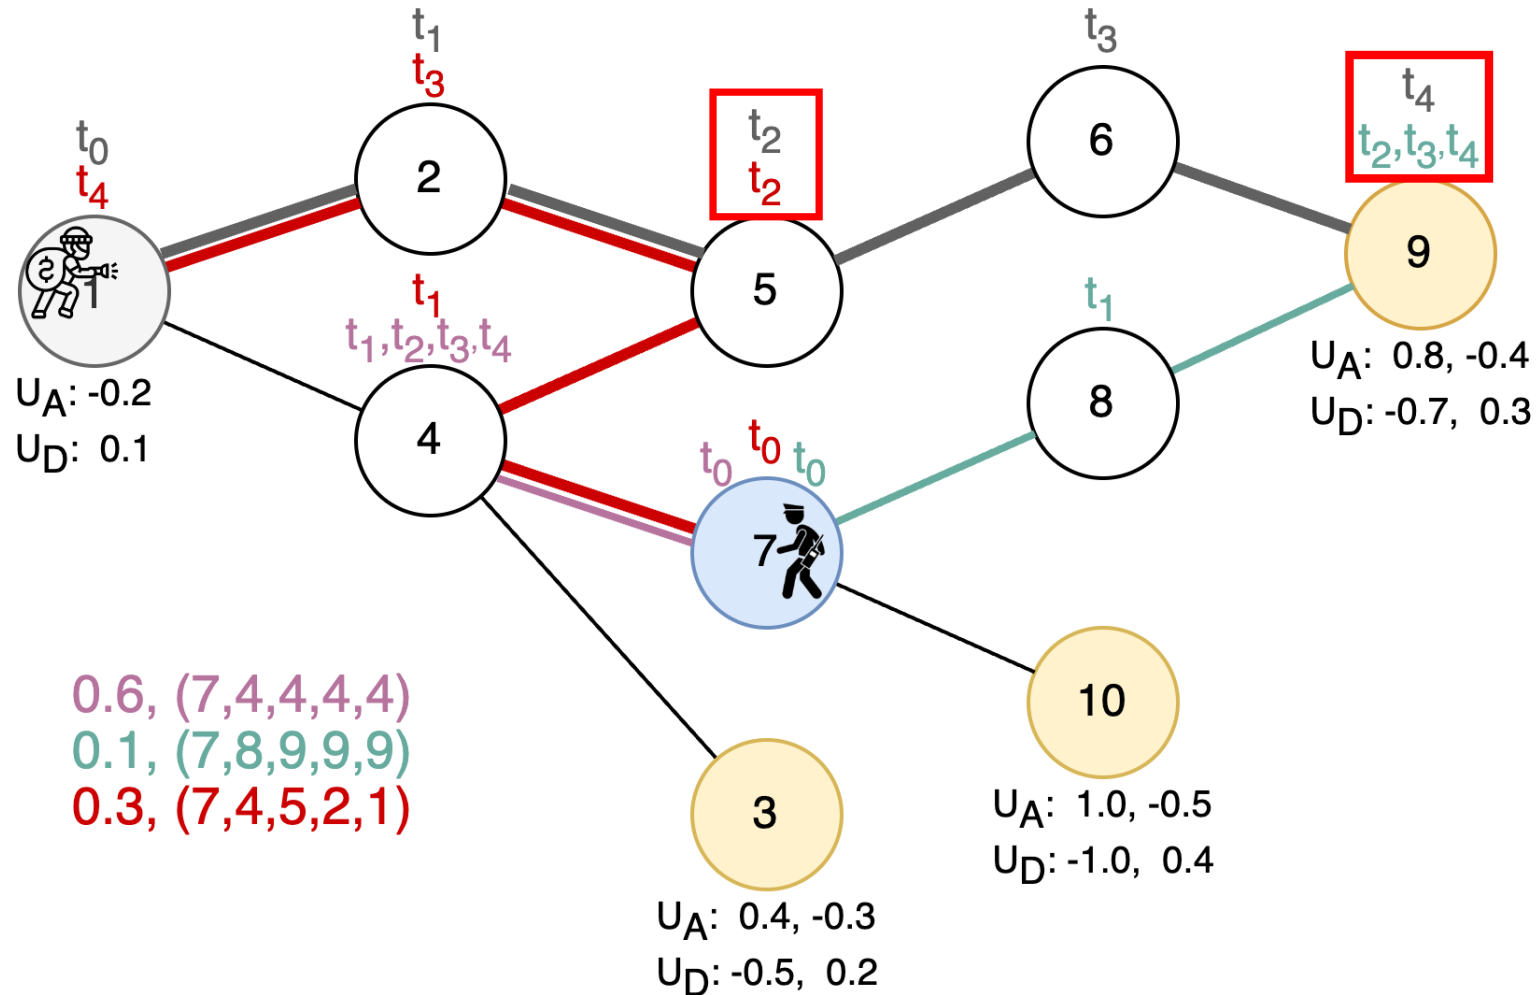 t1
t3
t0
t4
2
1
UA: -0.2
UD: 0.1
t2
t2
5
t3
6
t4
t2,t3,t4
9
UA: 0.8, -0.4
UD: -0.7, 0.3
t1
t1,t2,t3,t4
4
t1
8
t0 t0 t0
7
10
UA: 1.0, -0.5
UD: -1.0, 0.4
3
UA: 0.4, -0.3
UD: -0.5, 0.2
0.6, (7,4,4,4,4)
0.1, (7,8,9,9,9)
0.3, (7,4,5,2,1)